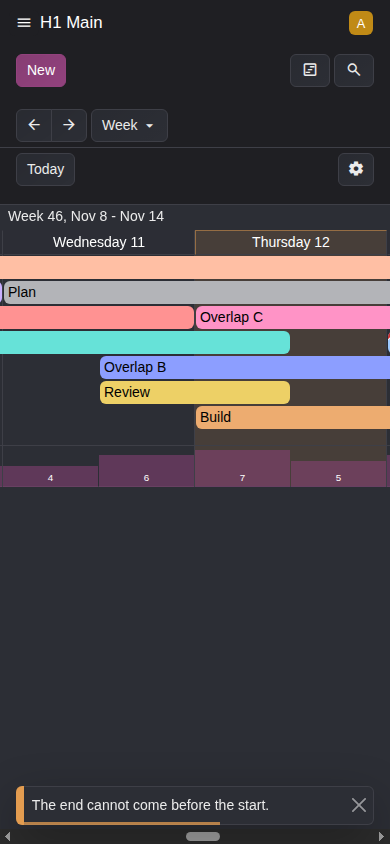 H1 Main
A
New
Week
Today
Week 46, Nov 8 - Nov 14
Wednesday 11
Thursday 12
Plan
Overlap C
Overlap B
Review
Build
4
6
7
5
The end cannot come before the start.